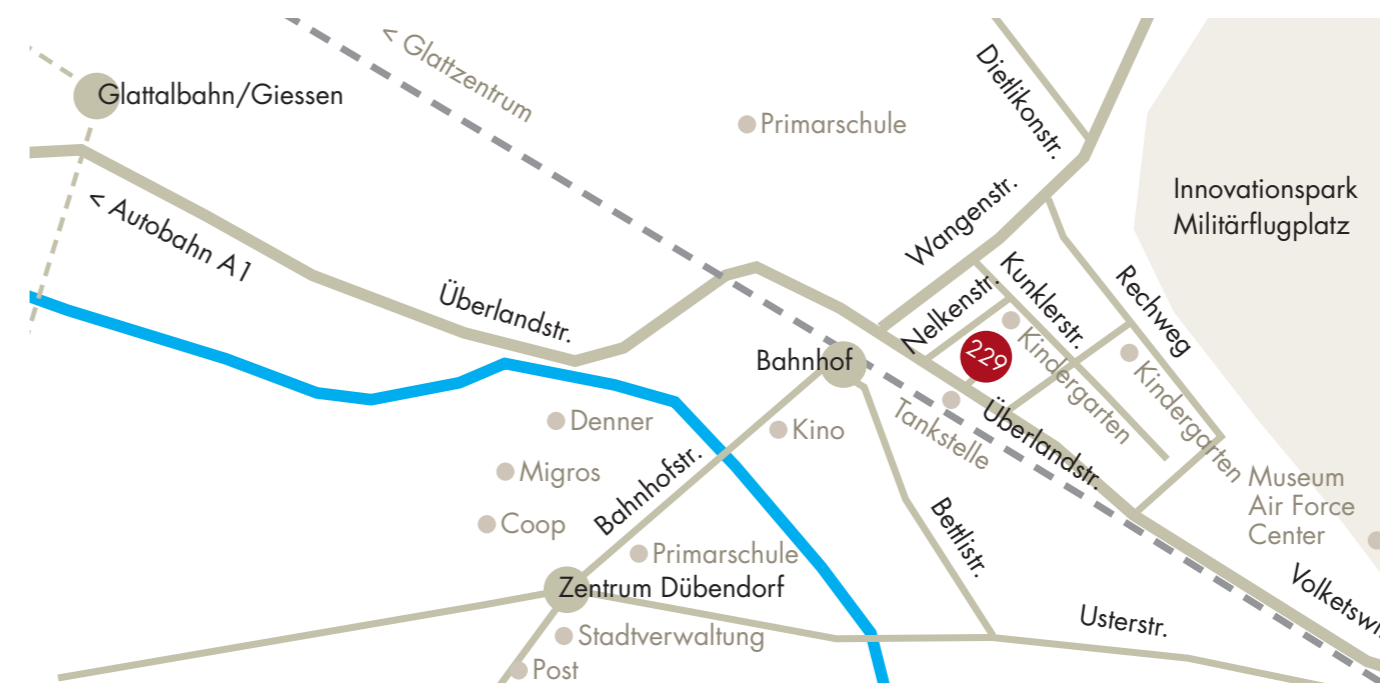 < Glattzentrum
Dietlikonstr.
Glattalbahn/Giessen
Primarschule
Innovationspark
Militärflugplatz
Wangenstr.
< Autobahn A1
Kunklerstr.
Rechweg
Nelkenstr.
Überlandstr.
229
Kindergarten
Bahnhof
Kindergarten
Tankstelle
Überlandstr.
Denner
Kino
Migros
Bahnhofstr.
Museum
Air Force
Center
Coop
Bettlistr.
Primarschule
Zentrum Dübendorf
Volketswi
Usterstr.
Stadtverwaltung
Post